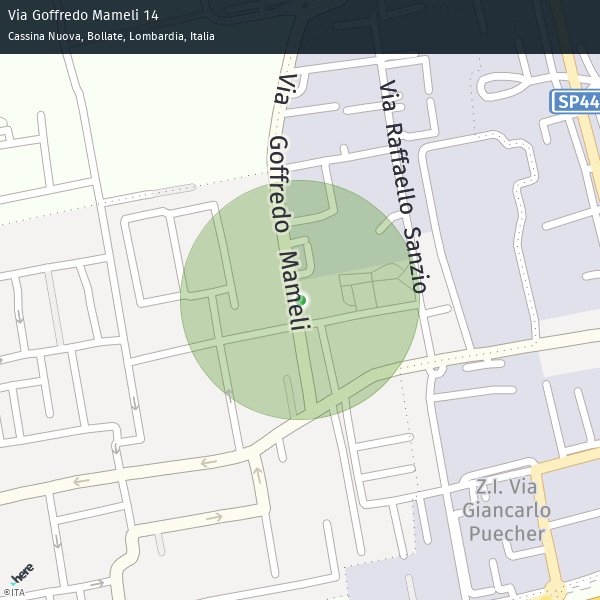 Via Goffredo Mameli 14
Cassina Nuova, Bollate, Lombardia, Italia
Via Goffredo Mameli
Via Raffaello Sanzio
SP44
Z.I. Via
Giancarlo
Puecher
here
©ITA